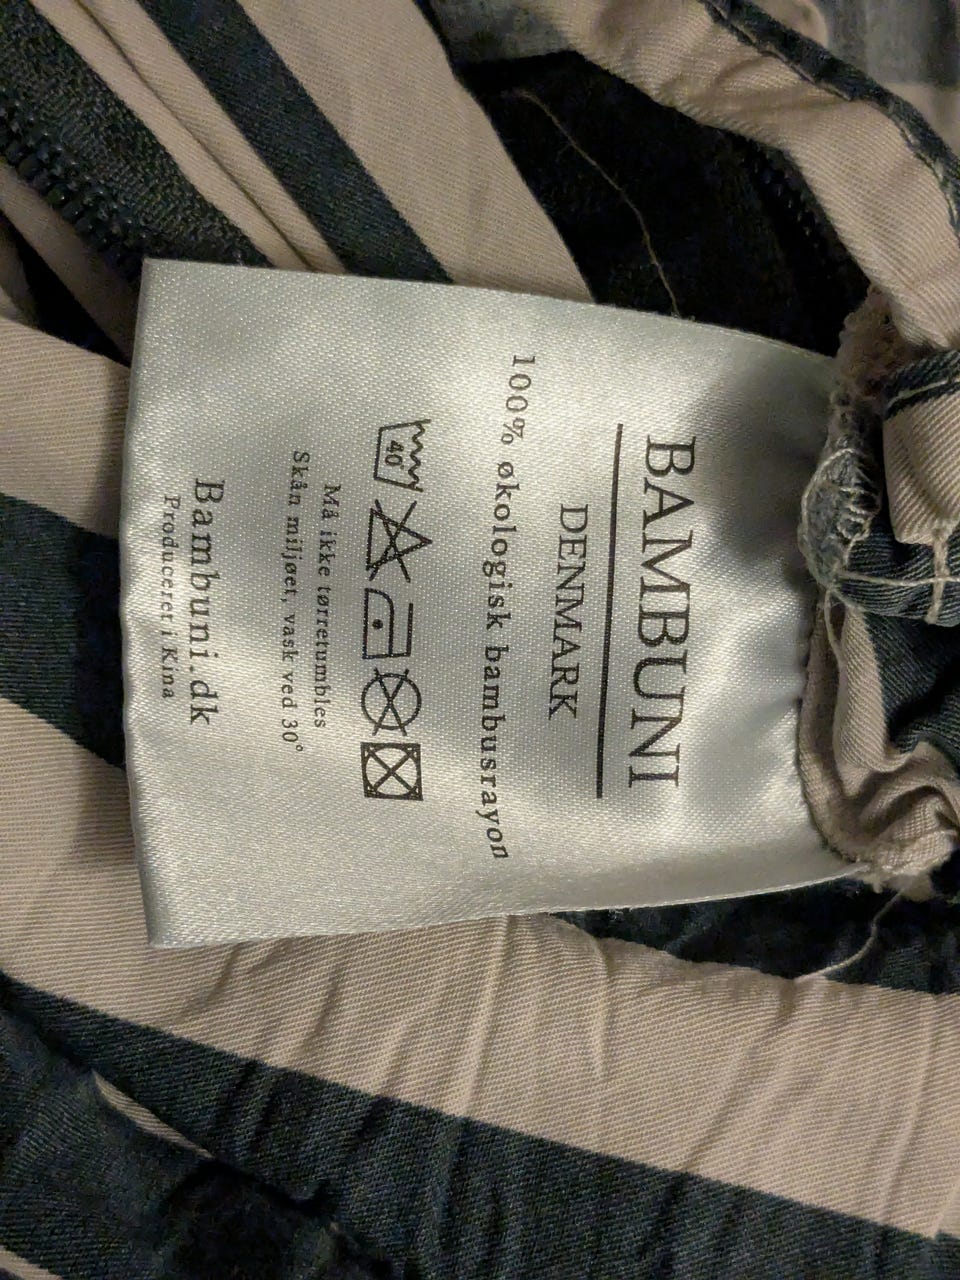 BAMBUNI
DENMARK
100% økologisk bambusrayon
40°
Må ikke tørretumbles
Skån miljøet, vask ved 30°
Bambuni.dk
Produceret i Kina